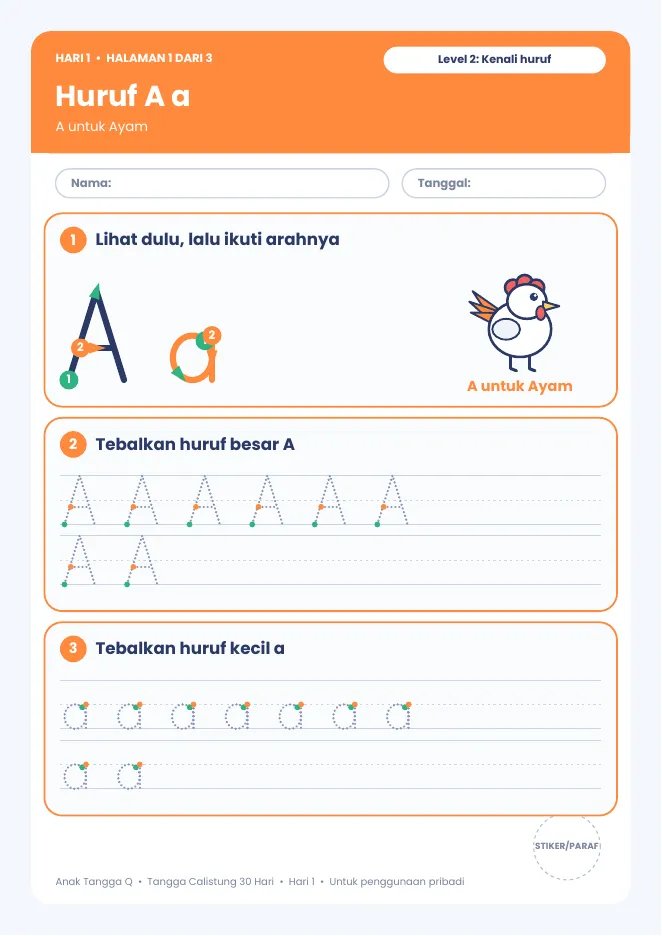 HARI 1 • HALAMAN 1 DARI 3
Level 2: Kenali huruf
Huruf A a
A untuk Ayam
Nama:
Tanggal:
1 Lihat dulu, lalu ikuti arahnya
A a
2 2
1
A untuk Ayam
2 Tebalkan huruf besar A
A A A A A A
A A
3 Tebalkan huruf kecil a
a a a a a a a
a a
STIKER/PARAF
Anak Tangga Q • Tangga Calistung 30 Hari • Hari 1 • Untuk penggunaan pribadi